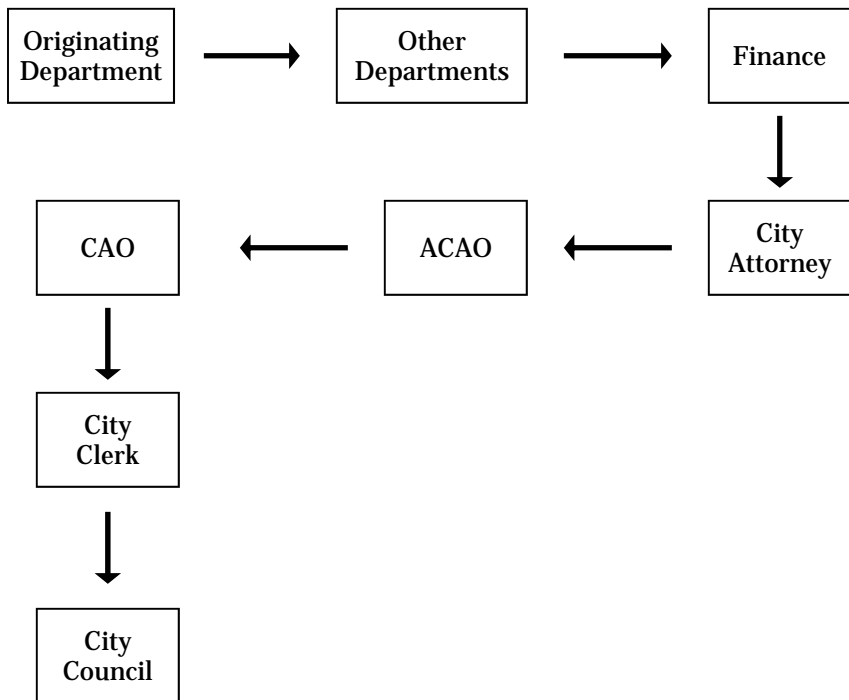 Originating
Department
Other
Departments
Finance
City
Attorney
ACAO
CAO
City
Clerk
City
Council